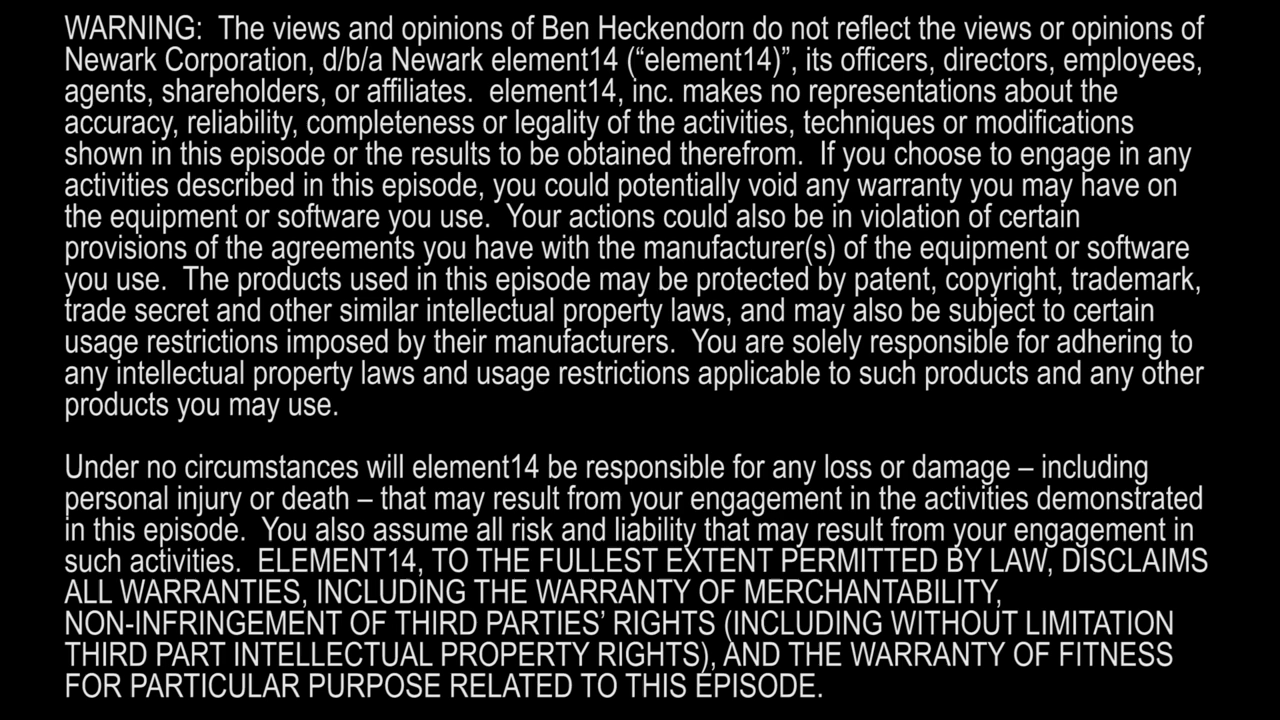 WARNING:  The views and opinions of Ben Heckendorn do not reflect the views or opinions of
Newark Corporation, d/b/a Newark element14 (“element14)”, its officers, directors, employees,
agents, shareholders, or affiliates.  element14, inc. makes no representations about the
accuracy, reliability, completeness or legality of the activities, techniques or modifications
shown in this episode or the results to be obtained therefrom.  If you choose to engage in any
activities described in this episode, you could potentially void any warranty you may have on
the equipment or software you use.  Your actions could also be in violation of certain
provisions of the agreements you have with the manufacturer(s) of the equipment or software
you use.  The products used in this episode may be protected by patent, copyright, trademark,
trade secret and other similar intellectual property laws, and may also be subject to certain
usage restrictions imposed by their manufacturers.  You are solely responsible for adhering to
any intellectual property laws and usage restrictions applicable to such products and any other
products you may use.

Under no circumstances will element14 be responsible for any loss or damage – including
personal injury or death – that may result from your engagement in the activities demonstrated
in this episode.  You also assume all risk and liability that may result from your engagement in
such activities.  ELEMENT14, TO THE FULLEST EXTENT PERMITTED BY LAW, DISCLAIMS
ALL WARRANTIES, INCLUDING THE WARRANTY OF MERCHANTABILITY,
NON-INFRINGEMENT OF THIRD PARTIES’ RIGHTS (INCLUDING WITHOUT LIMITATION
THIRD PART INTELLECTUAL PROPERTY RIGHTS), AND THE WARRANTY OF FITNESS
FOR PARTICULAR PURPOSE RELATED TO THIS EPISODE.